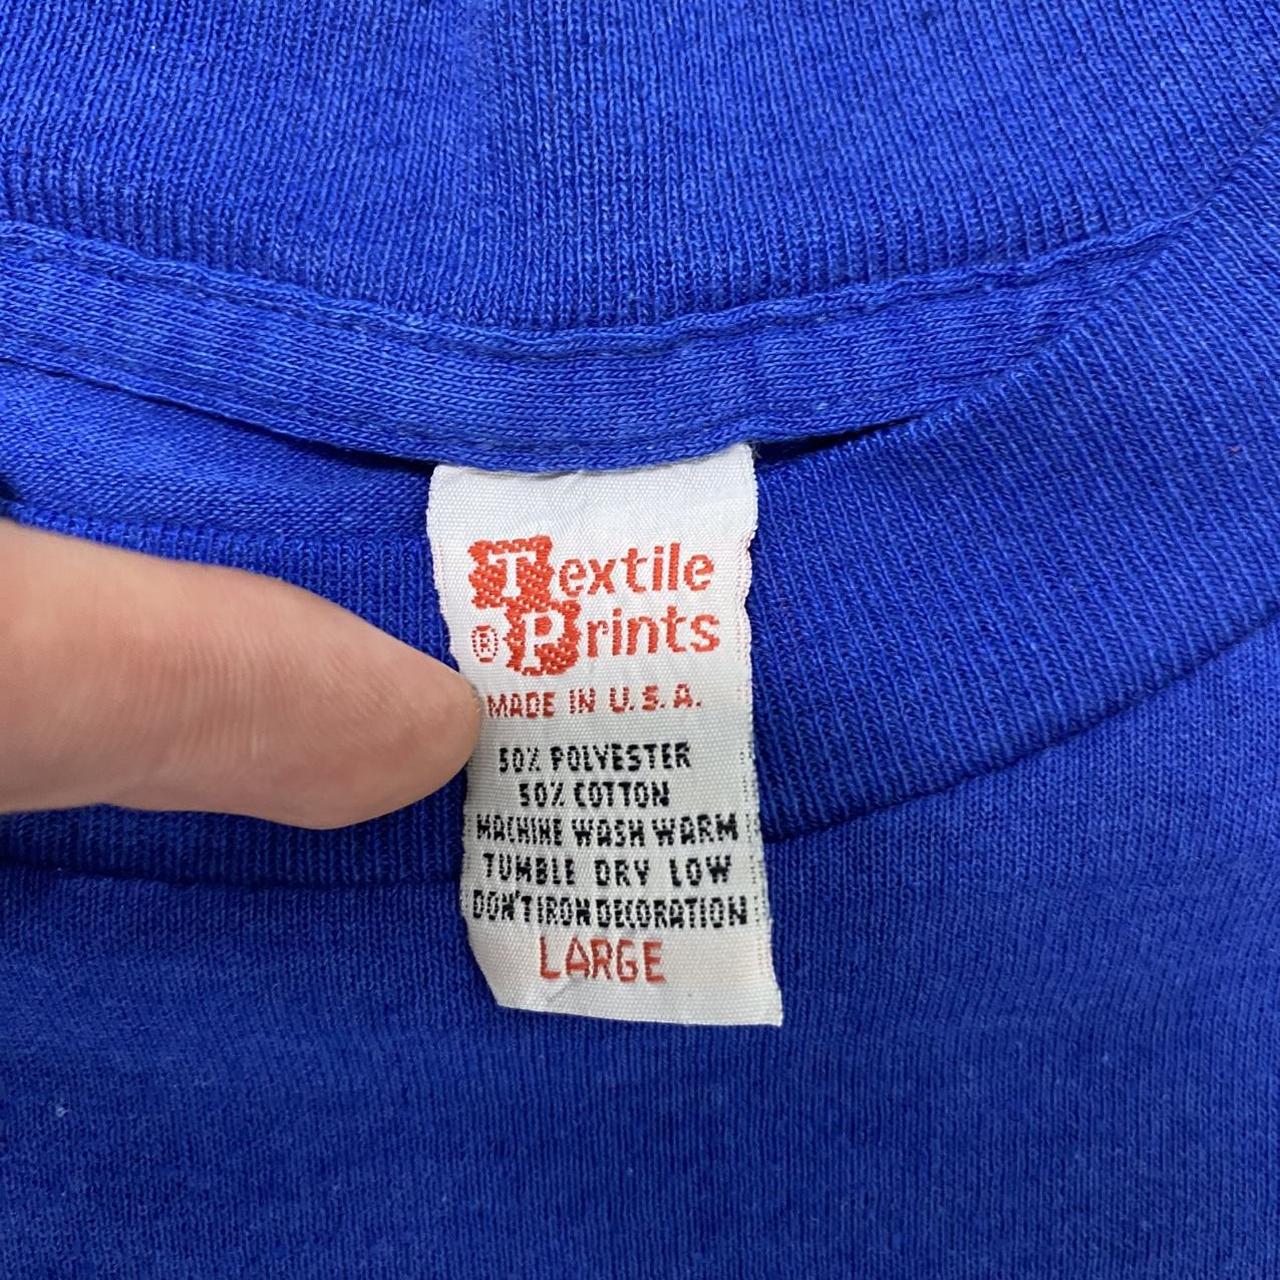 Textile
® Prints
MADE IN U.S.A.
50% POLYESTER
50% COTTON
MACHINE WASH WARM
TUMBLE DRY LOW
DON'T IRON DECORATION
LARGE